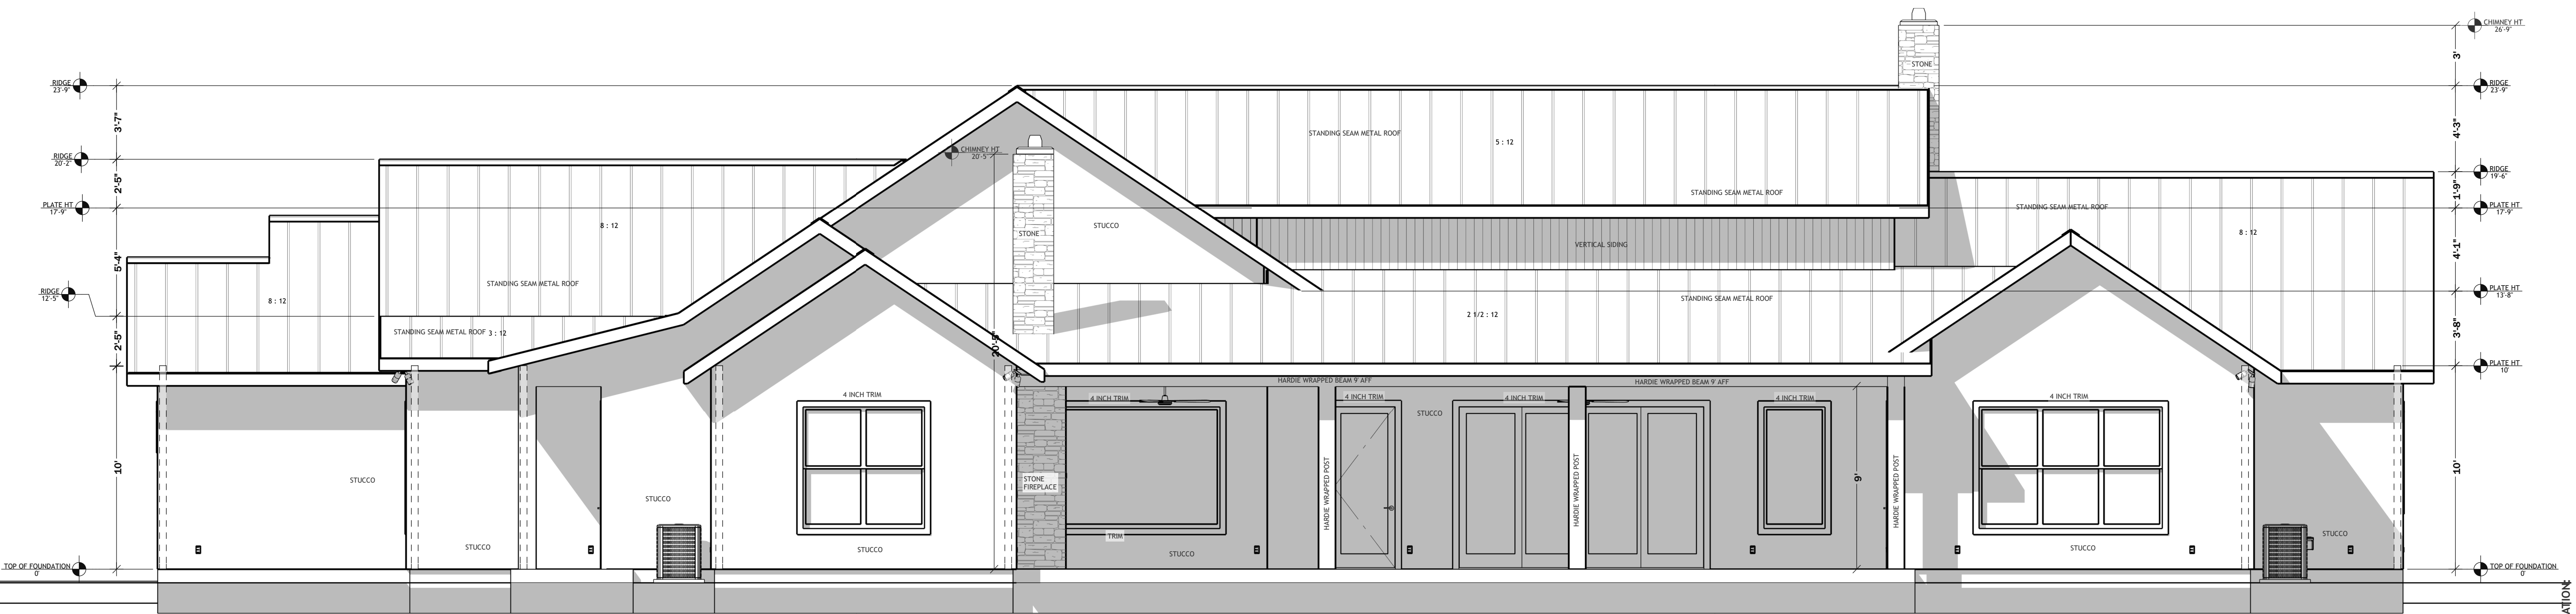 CHIMNEY HT
26'-9"
3'
STONE
RIDGE
23'-9"
RIDGE
23'-9"
3'-7"
4'-3"
STANDING SEAM METAL ROOF
5 : 12
CHIMNEY HT
20'-5"
RIDGE
20'-2"
RIDGE
19'-6"
2'-5"
1'-9"
STANDING SEAM METAL ROOF
PLATE HT
17'-9"
STANDING SEAM METAL ROOF
PLATE HT
17'-9"
8 : 12
STONE
STUCCO
VERTICAL SIDING
8 : 12
5'-4"
4'-1"
STANDING SEAM METAL ROOF
RIDGE
12'-5"
8 : 12
STANDING SEAM METAL ROOF
PLATE HT
13'-8"
2 1/2 : 12
STANDING SEAM METAL ROOF 3 : 12
2'-5"
20'-5"
3'-8"
PLATE HT
10'
HARDIE WRAPPED BEAM 9' AFF
HARDIE WRAPPED BEAM 9' AFF
4 INCH TRIM
4 INCH TRIM
4 INCH TRIM
4 INCH TRIM
4 INCH TRIM
4 INCH TRIM
STUCCO
10'
STUCCO
STONE
FIREPLACE
HARDIE WRAPPED POST
HARDIE WRAPPED POST
9'
HARDIE WRAPPED POST
10'
STUCCO
TRIM
STUCCO
STUCCO
STUCCO
STUCCO
STUCCO
TOP OF FOUNDATION
0'
TOP OF FOUNDATION
0'
ATION: